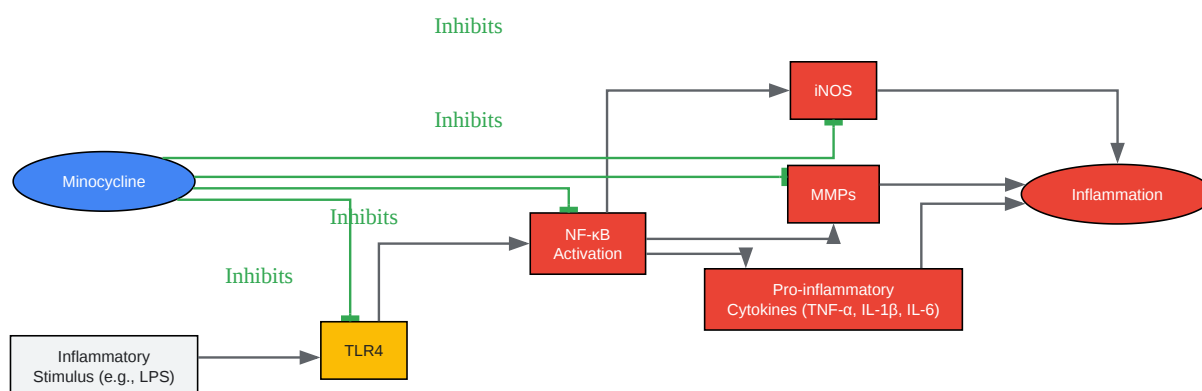 Inhibits
iNOS
Inhibits
Minocycline
MMPs
Inflammation
Inhibits
NF-κB
Activation
Inhibits
Pro-inflammatory
Cytokines (TNF-α, IL-1β, IL-6)
TLR4
Inflammatory
Stimulus (e.g., LPS)